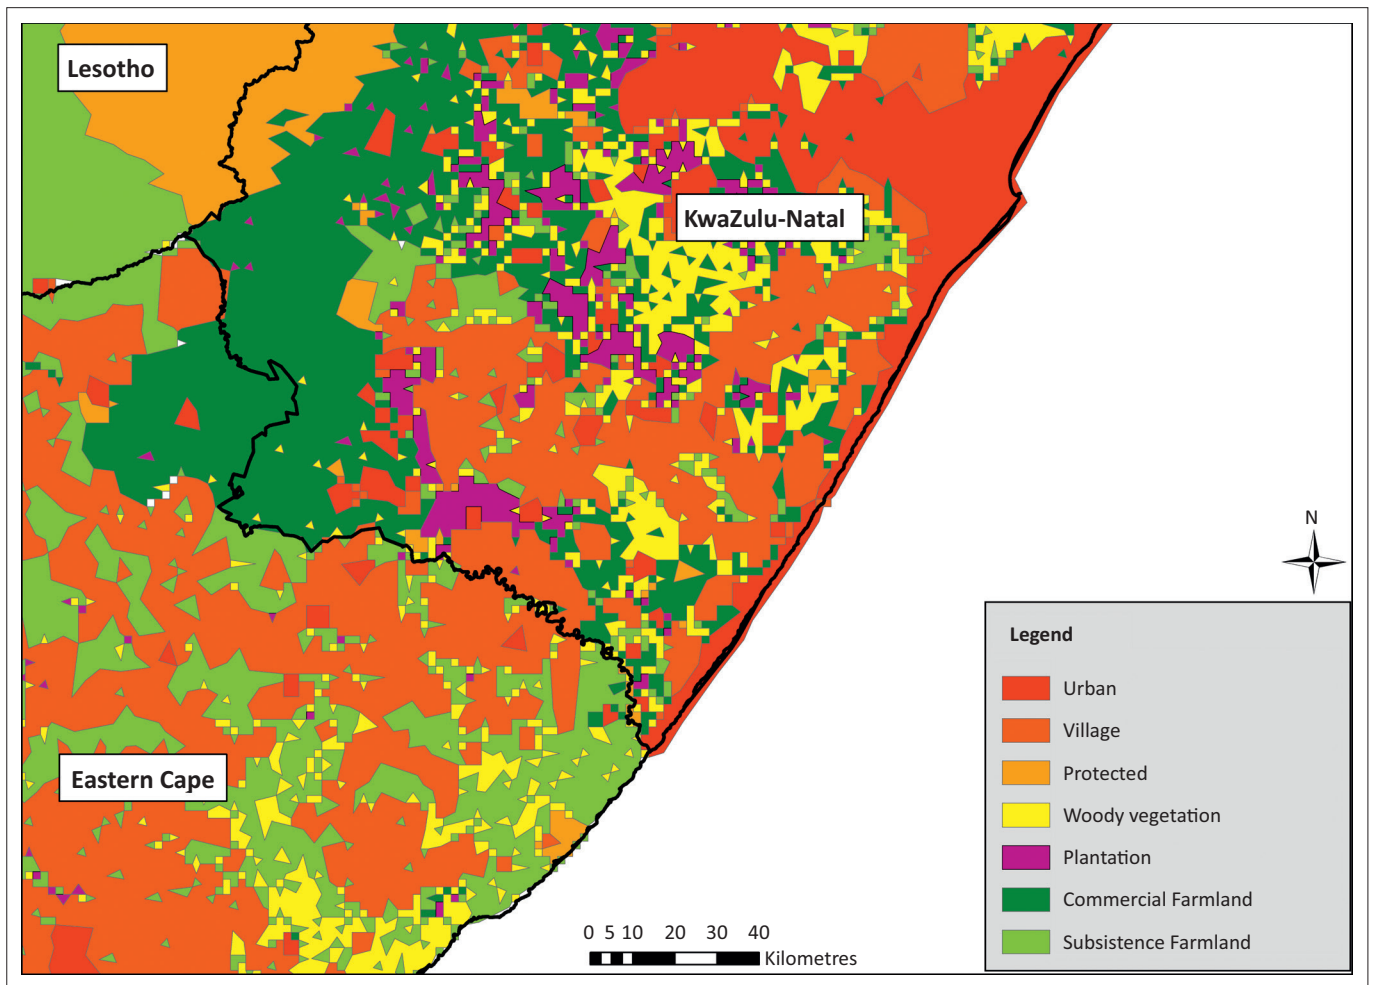 Lesotho
KwaZulu-Natal
Eastern Cape
N
Legend
Urban
Village
Protected
Woody vegetation
Plantation
Commercial Farmland
Subsistence Farmland
0 5 10 20 30 40
Kilometres